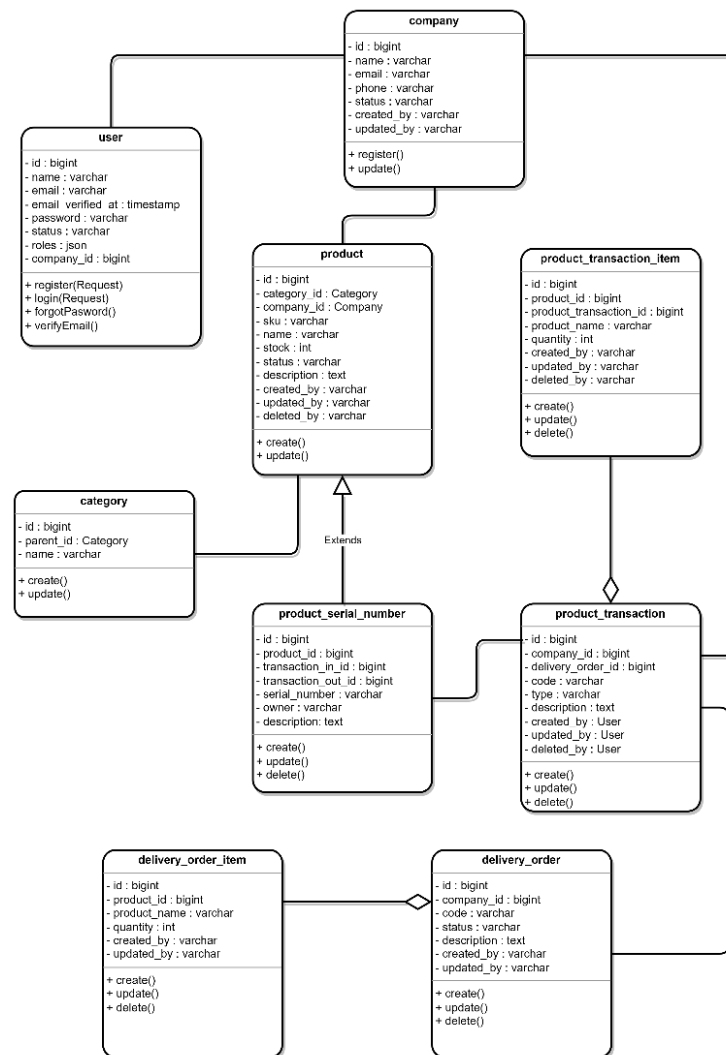 company
- id : bigint
- name : varchar
- email : varchar
- phone : varchar
- status : varchar
- created_by : varchar
- updated_by : varchar
+ register()
+ update()
user
- id : bigint
- name : varchar
- email : varchar
- email_verified_at : timestamp
- password : varchar
- status : varchar
- roles : json
- company_id : bigint
+ register(Request)
+ login(Request)
+ forgotPasword()
+ verifyEmail()
product
- id : bigint
- category_id : Category
- company_id : Company
- sku : varchar
- name : varchar
- stock : int
- status : varchar
- description : text
- created_by : varchar
- updated_by : varchar
- deleted_by : varchar
+ create()
+ update()
product_transaction_item
- id : bigint
- product_id : bigint
- product_transaction_id : bigint
- product_name : varchar
- quantity : int
- created_by : varchar
- updated_by : varchar
- deleted_by : varchar
+ create()
+ update()
+ delete()
category
- id : bigint
- parent_id : Category
- name : varchar
+ create()
+ update()
Extends
product_serial_number
- id : bigint
- product_id : bigint
- transaction_in_id : bigint
- transaction_out_id : bigint
- serial_number : varchar
- owner : varchar
- description: text
+ create()
+ update()
+ delete()
product_transaction
- id : bigint
- company_id : bigint
- delivery_order_id : bigint
- code : varchar
- type : varchar
- description : text
- created_by : User
- updated_by : User
- deleted_by : User
+ create()
+ update()
+ delete()
delivery_order_item
- id : bigint
- product_id : bigint
- product_name : varchar
- quantity : int
- created_by : varchar
- updated_by : varchar
+ create()
+ update()
+ delete()
delivery_order
- id : bigint
- company_id : bigint
- code : varchar
- status : varchar
- description : text
- created_by : varchar
- updated_by : varchar
+ create()
+ update()
+ delete()